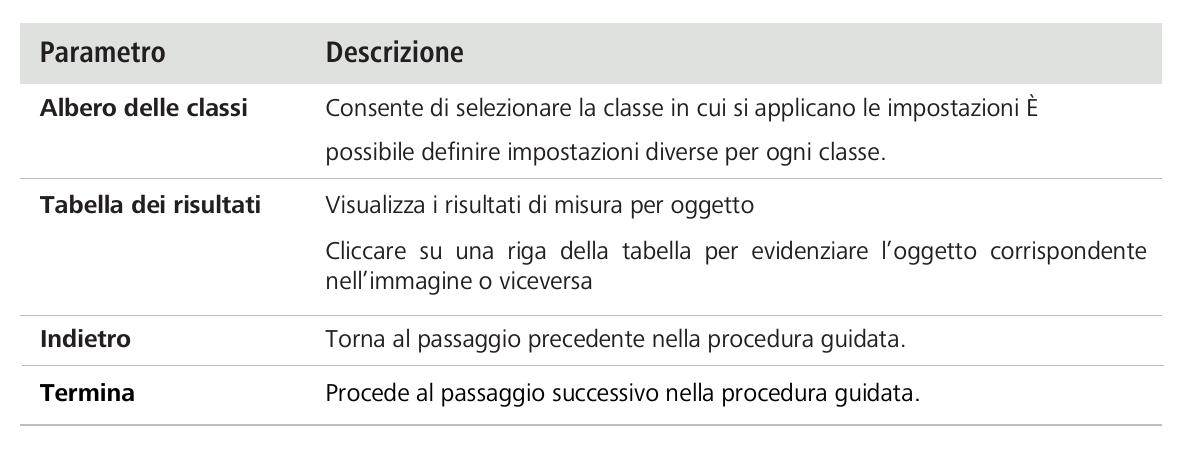 Parametro Descrizione
Albero delle classi Consente di selezionare la classe in cui si applicano le impostazioni È
possibile definire impostazioni diverse per ogni classe.
Tabella dei risultati Visualizza i risultati di misura per oggetto
Cliccare su una riga della tabella per evidenziare l’oggetto corrispondente
nell’immagine o viceversa
Indietro Torna al passaggio precedente nella procedura guidata.
Termina Procede al passaggio successivo nella procedura guidata.